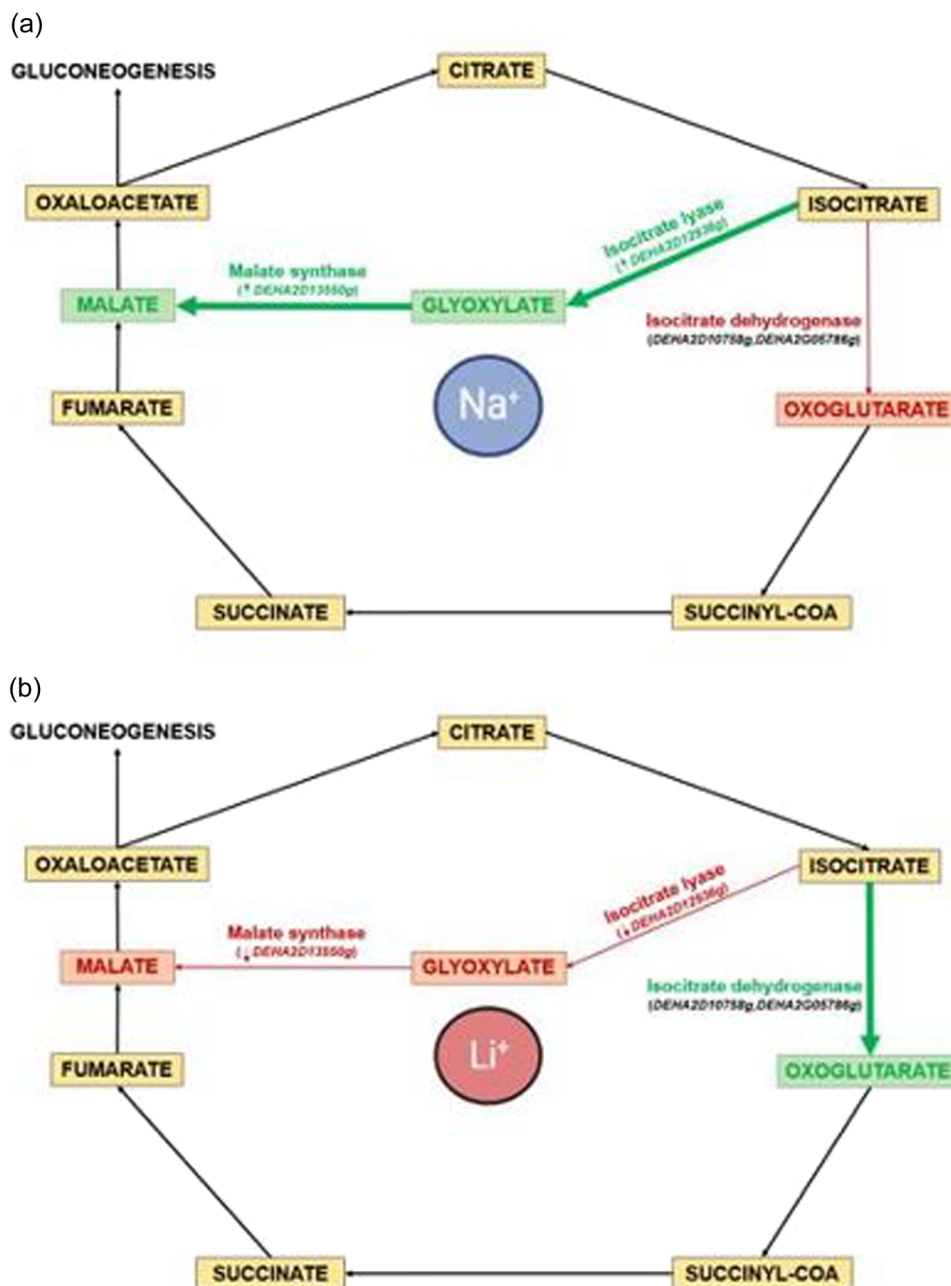 (a)
GLUCONEOGENESIS
CITRATE
OXALOACETATE
ISOCITRATE
Isocitrate lyase
(↑DEHA2D12936g)
Malate synthase
(↑DEHA2D13550g)
MALATE
GLYOXYLATE
Isocitrate dehydrogenase
(DEHA2D10758g,DEHA2G05786g)
Na⁺
FUMARATE
OXOGLUTARATE
SUCCINATE
SUCCINYL-COA
(b)
GLUCONEOGENESIS
CITRATE
OXALOACETATE
ISOCITRATE
Isocitrate lyase
(↓DEHA2D12936g)
Malate synthase
(↓DEHA2D13550g)
MALATE
GLYOXYLATE
Isocitrate dehydrogenase
(DEHA2D10758g,DEHA2G05786g)
Li⁺
FUMARATE
OXOGLUTARATE
SUCCINATE
SUCCINYL-COA